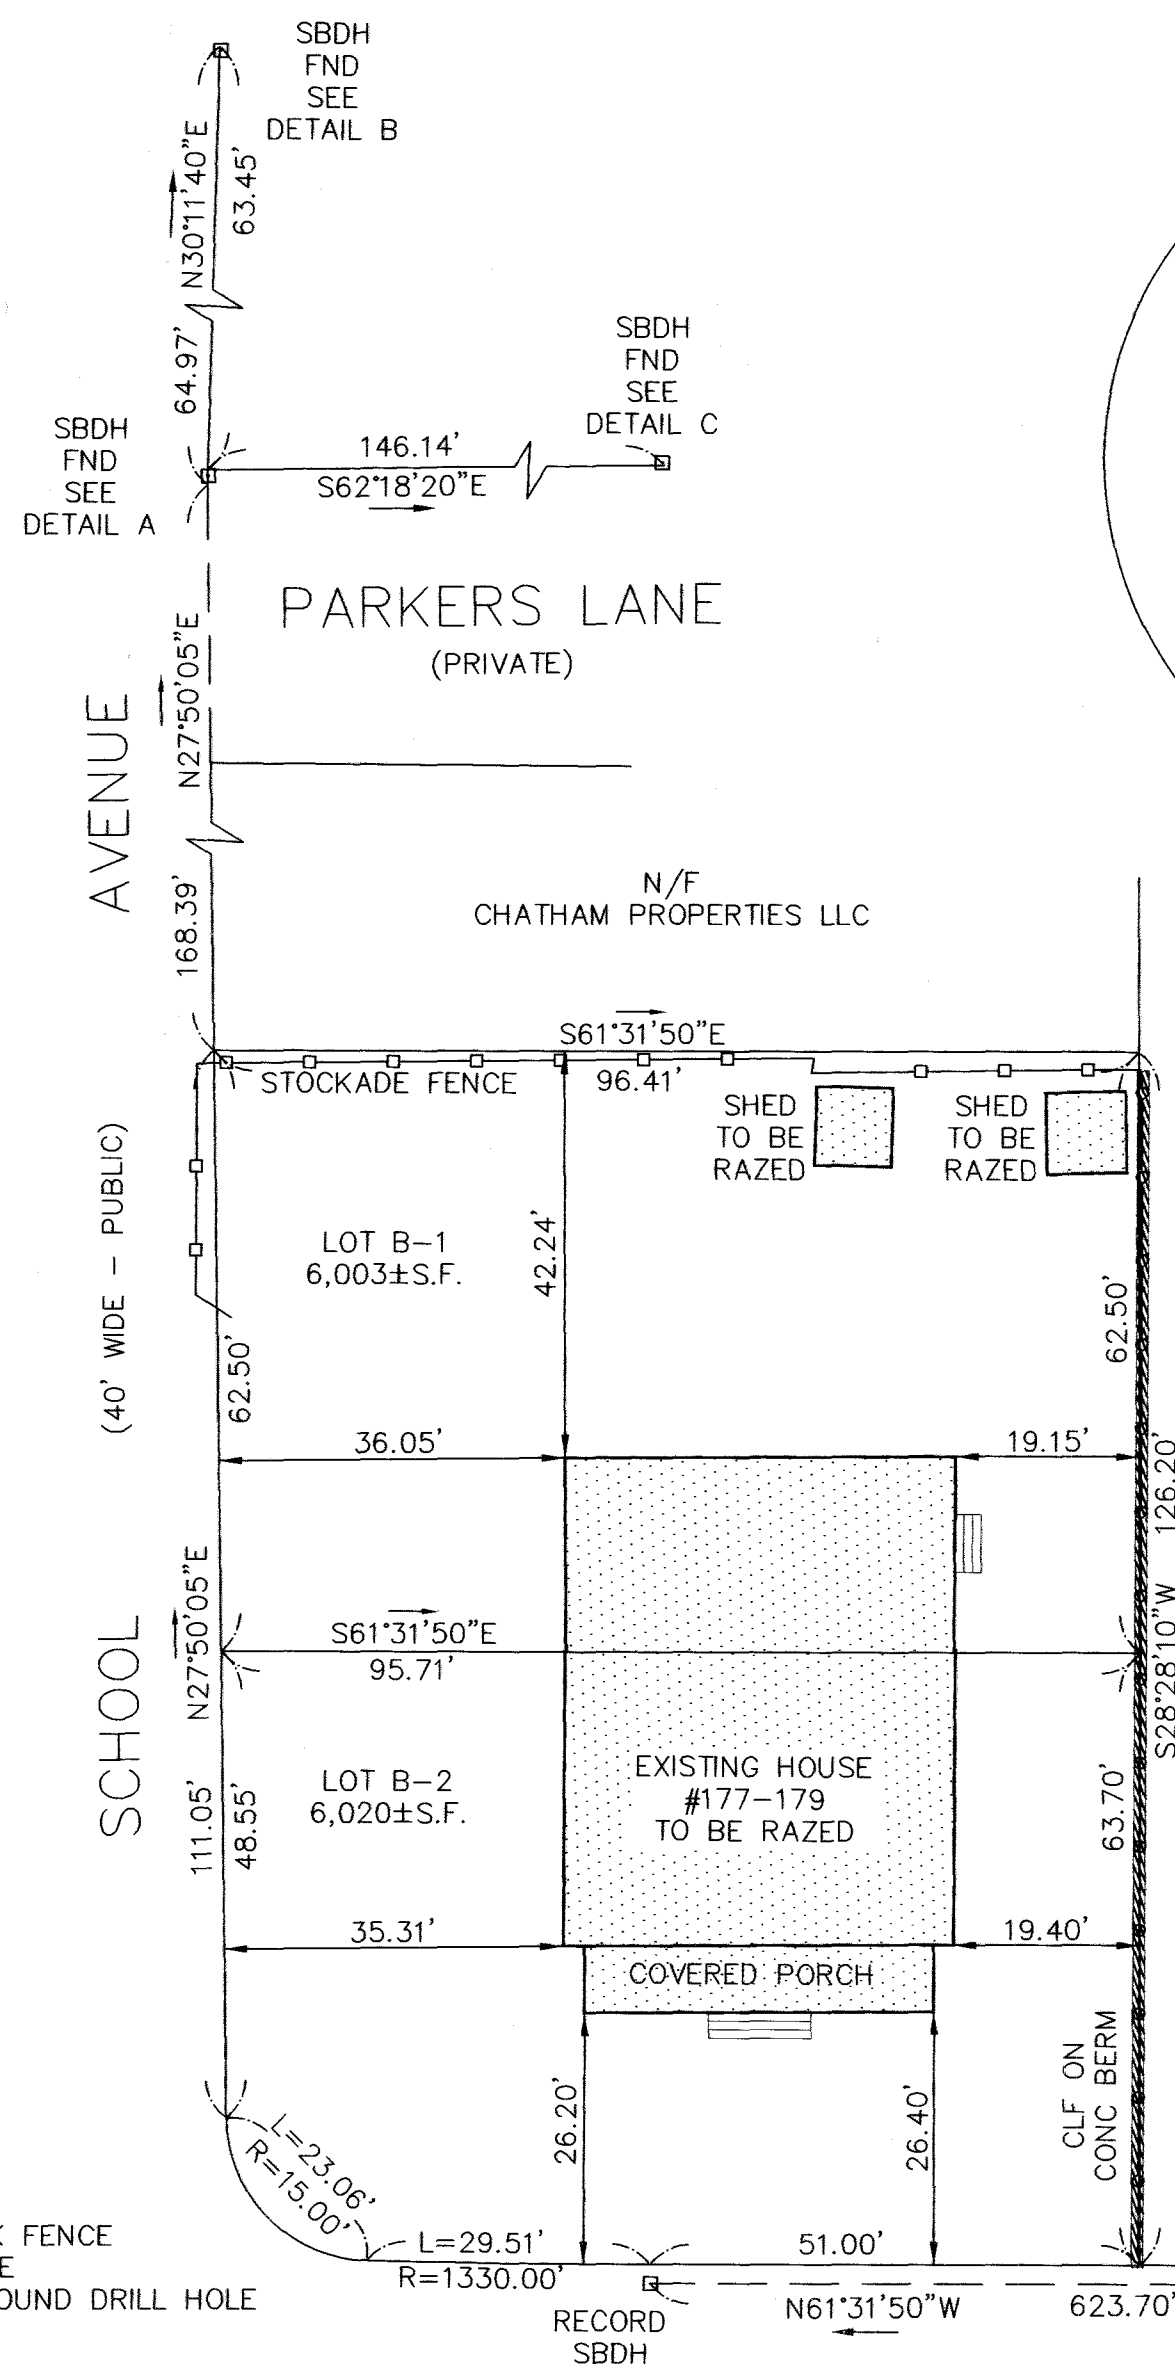 SBDH
FND
SEE
DETAIL B
N30°11'40"E
63.45'
64.97'
SBDH
FND
SEE
DETAIL C
SBDH
FND
SEE
DETAIL A
146.14'
S62°18'20"E
PARKERS LANE
(PRIVATE)
N27°50'05"E
AVENUE
N/F
CHATHAM PROPERTIES LLC
168.39'
S61°31'50"E
STOCKADE FENCE
96.41'
SHED
TO BE
RAZED
SHED
TO BE
RAZED
(40' WIDE - PUBLIC)
LOT B-1
6,003±S.F.
42.24'
62.50'
62.50'
36.05'
19.15'
126.20'
S28°28'10"W
N27°50'05"E
S61°31'50"E
95.71'
SCHOOL
LOT B-2
6,020±S.F.
EXISTING HOUSE
#177-179
TO BE RAZED
111.05'
48.55'
63.70'
35.31'
19.40'
COVERED PORCH
26.20'
26.40'
CLF ON
CONC BERM
L=23.06'
R=15.00'
K FENCE
E
OUND DRILL HOLE
L=29.51'
R=1330.00'
51.00'
RECORD
SBDH
N61°31'50"W
623.70'